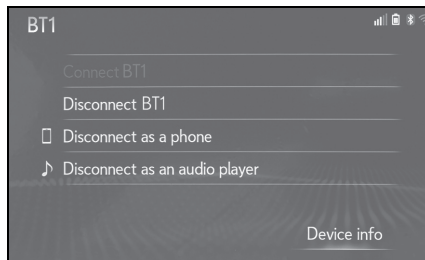 BT1
Connect BT1
Disconnect BT1
Disconnect as a phone
Disconnect as an audio player
Device info